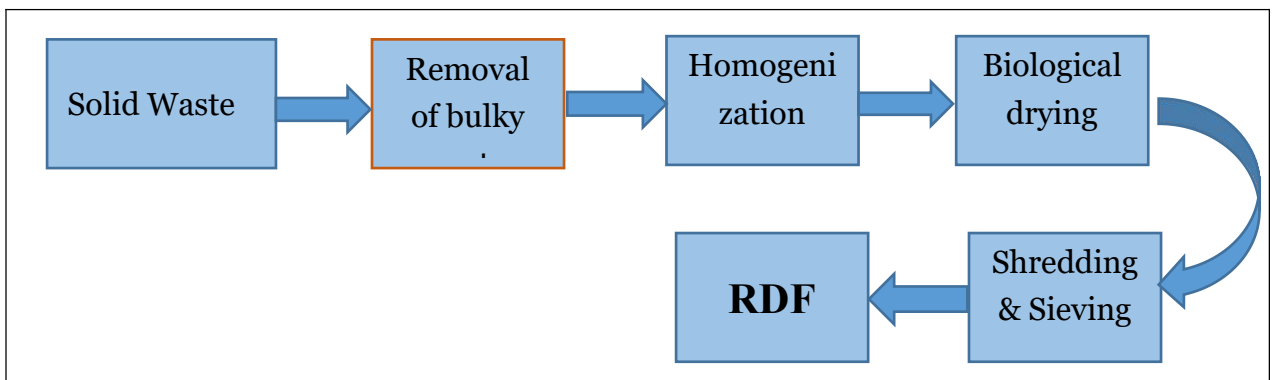 Solid Waste
Removal
of bulky
Homogeni
zation
Biological
drying
Shredding
& Sieving
RDF